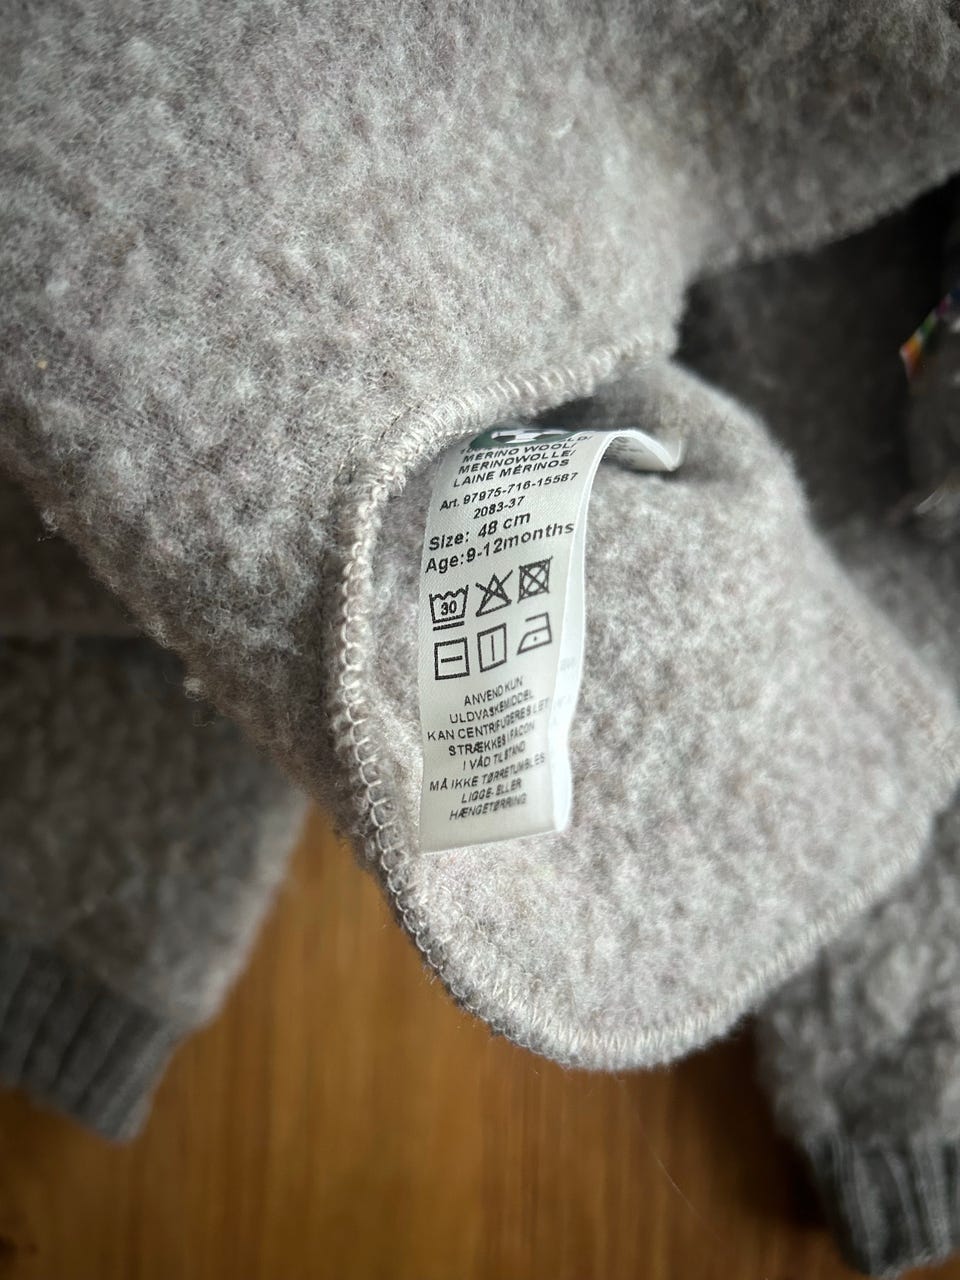 MERINO WOOL/
MERINOWOLLE/
LAINE MÉRINOS
Art. 97975-716-15587
2083-37
Size: 48 cm
Age:9-12months
30
ANVEND KUN
ULDVASKEMIDDEL
KAN CENTRIFUGERES LET
STRÆKKES I FACON
I VÅD TILSTAND
MÅ IKKE TØRRETUMBLES
LIGGE- ELLER
HÆNGETØRRING